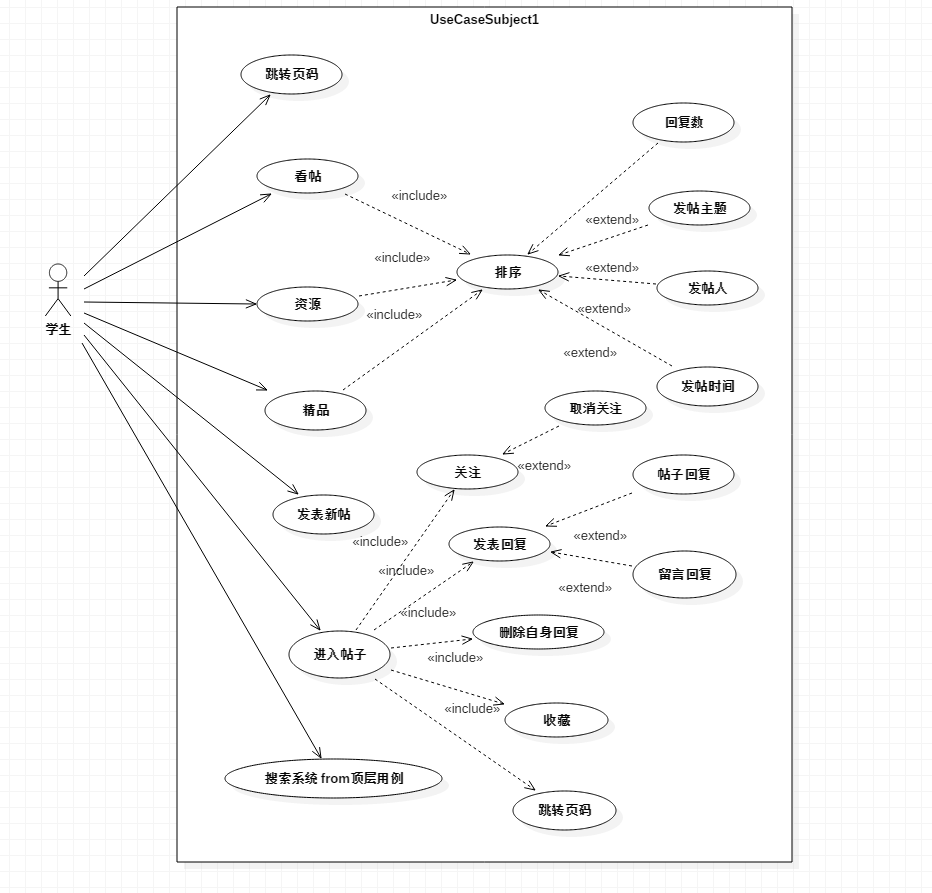 UseCaseSubject1
跳转页码
回复数
看帖
«include»
发帖主题
«extend»
«include»
排序
«extend»
发帖人
资源
«include»
«extend»
学生
«extend»
发帖时间
精品
取消关注
关注
«extend»
帖子回复
发表新帖
«include»
发表回复
«extend»
«include»
留言回复
«extend»
«include»
删除自身回复
进入帖子
«include»
«include»
收藏
搜索系统 from顶层用例
跳转页码